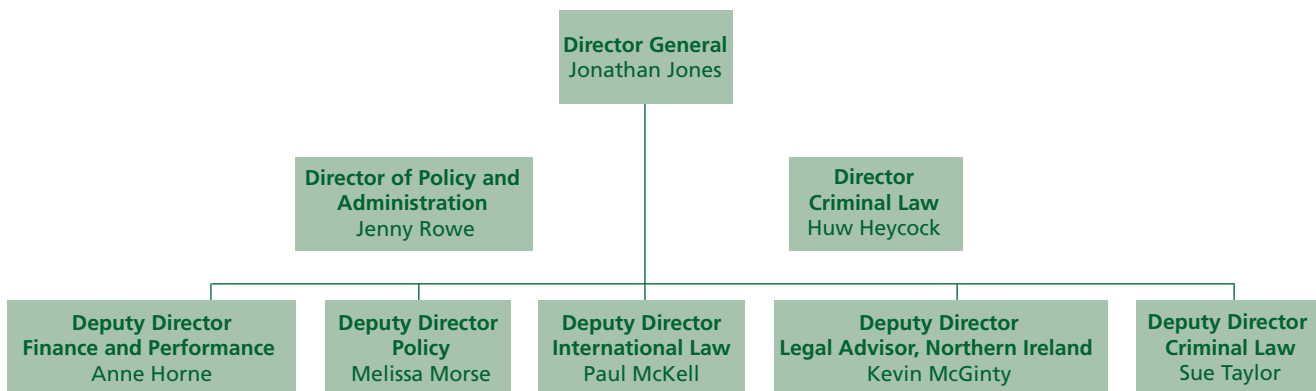 Director General
Jonathan Jones
Director of Policy and
Administration
Jenny Rowe
Director
Criminal Law
Huw Heycock
Deputy Director
Finance and Performance
Anne Horne
Deputy Director
Policy
Melissa Morse
Deputy Director
International Law
Paul McKell
Deputy Director
Legal Advisor, Northern Ireland
Kevin McGinty
Deputy Director
Criminal Law
Sue Taylor